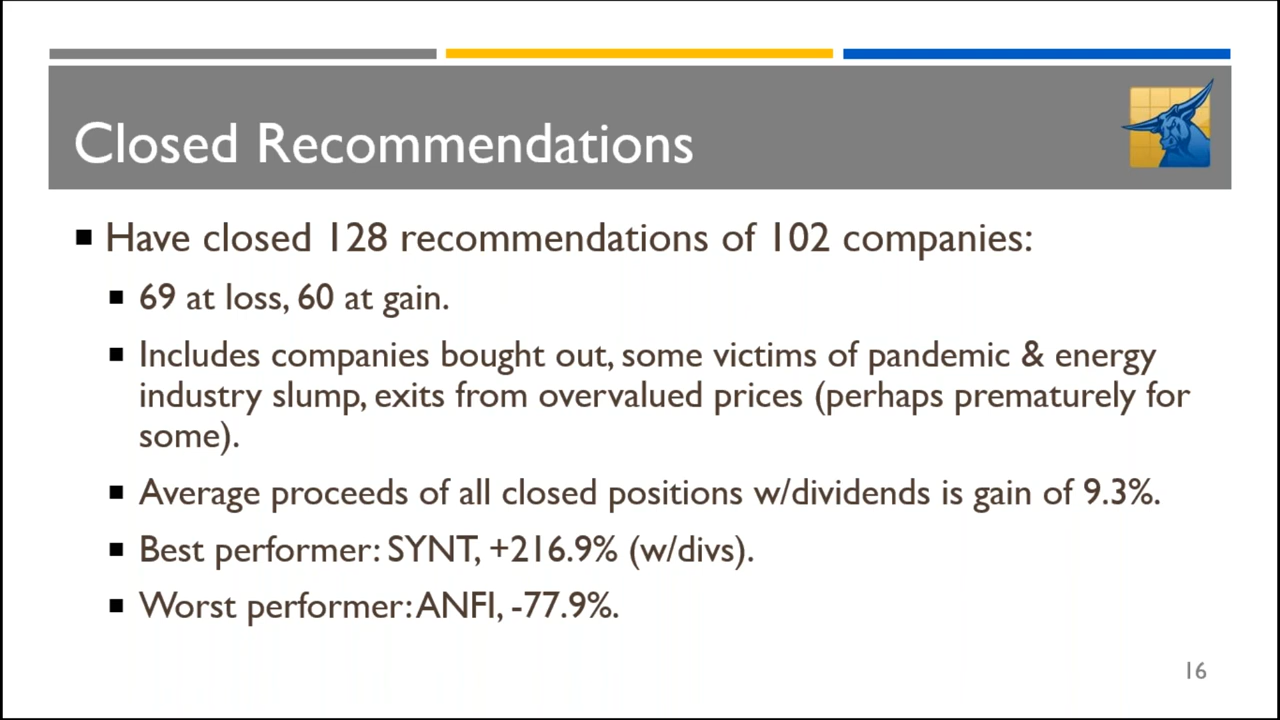 Closed Recommendations
Have closed 128 recommendations of 102 companies:
69 at loss, 60 at gain.
Includes companies bought out, some victims of pandemic & energy
industry slump, exits from overvalued prices (perhaps prematurely for
some).
Average proceeds of all closed positions w/dividends is gain of 9.3%.
Best performer: SYNT, +216.9% (w/divs).
Worst performer: ANFI, -77.9%.
16